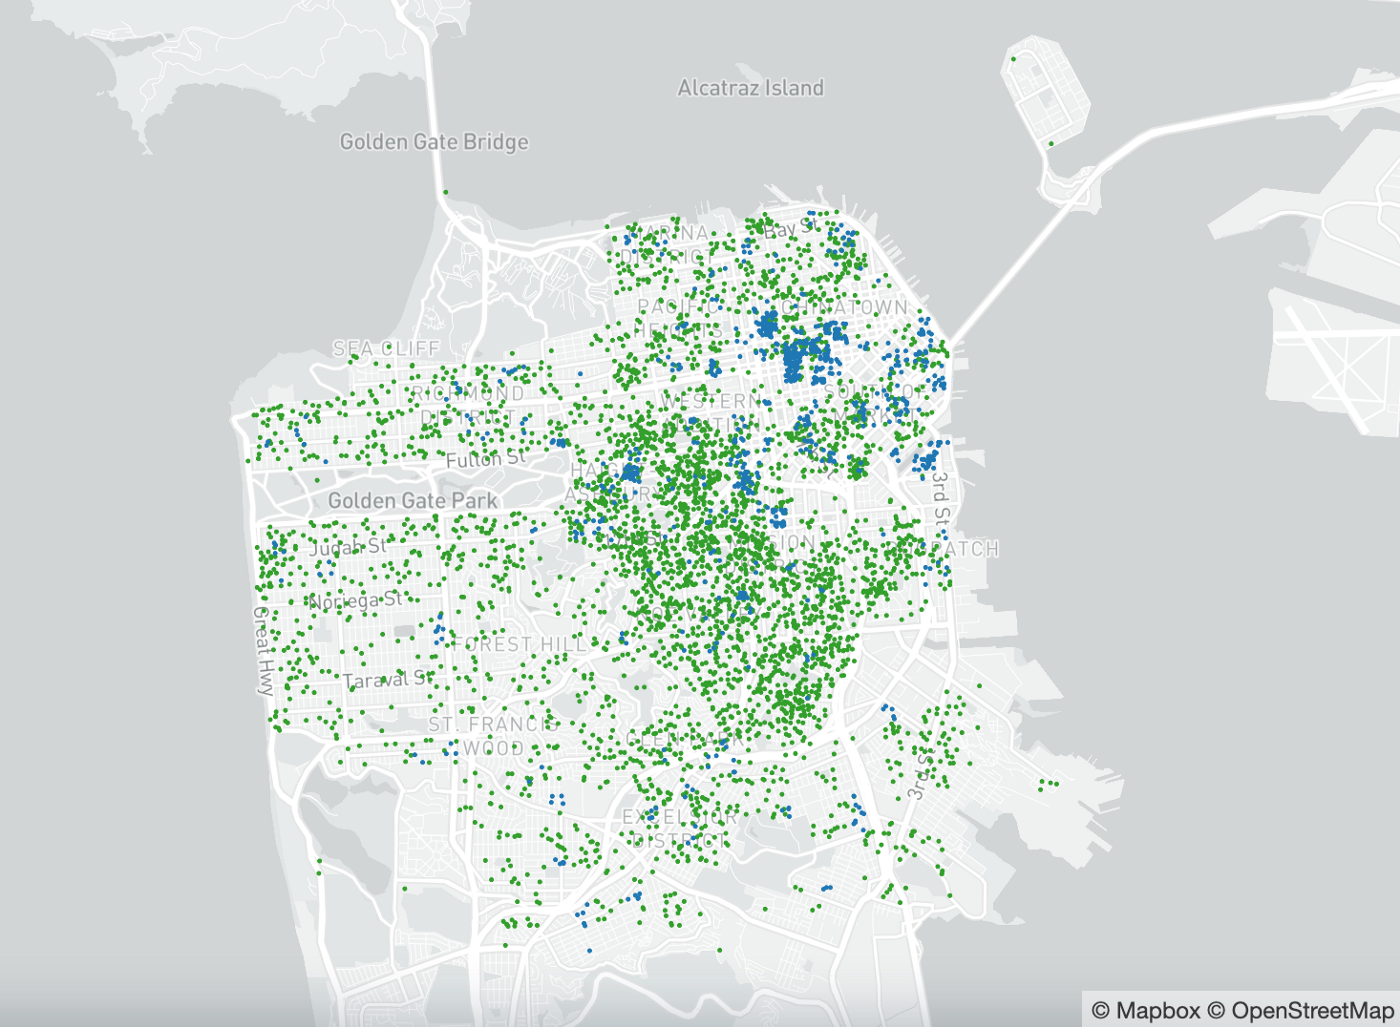 Alcatraz Island
Golden Gate Bridge
MARINA
DISTRICT
Bay St
PACIFIC
HEIGHTS
CHINATOWN
SEA CLIFF
RICHMOND
DISTRICT
WESTERN
SOUTH OF
MARKET
Fulton St
HAIGHT
ASHBURY
Golden Gate Park
3rd St
Judah St
MISSION
Noriega St
Great Hwy
FOREST HILL
Taraval St
ST. FRANCIS
WOOD
GLEN PARK
3rd St
EXCELSIOR
DISTRICT
© Mapbox © OpenStreetMap